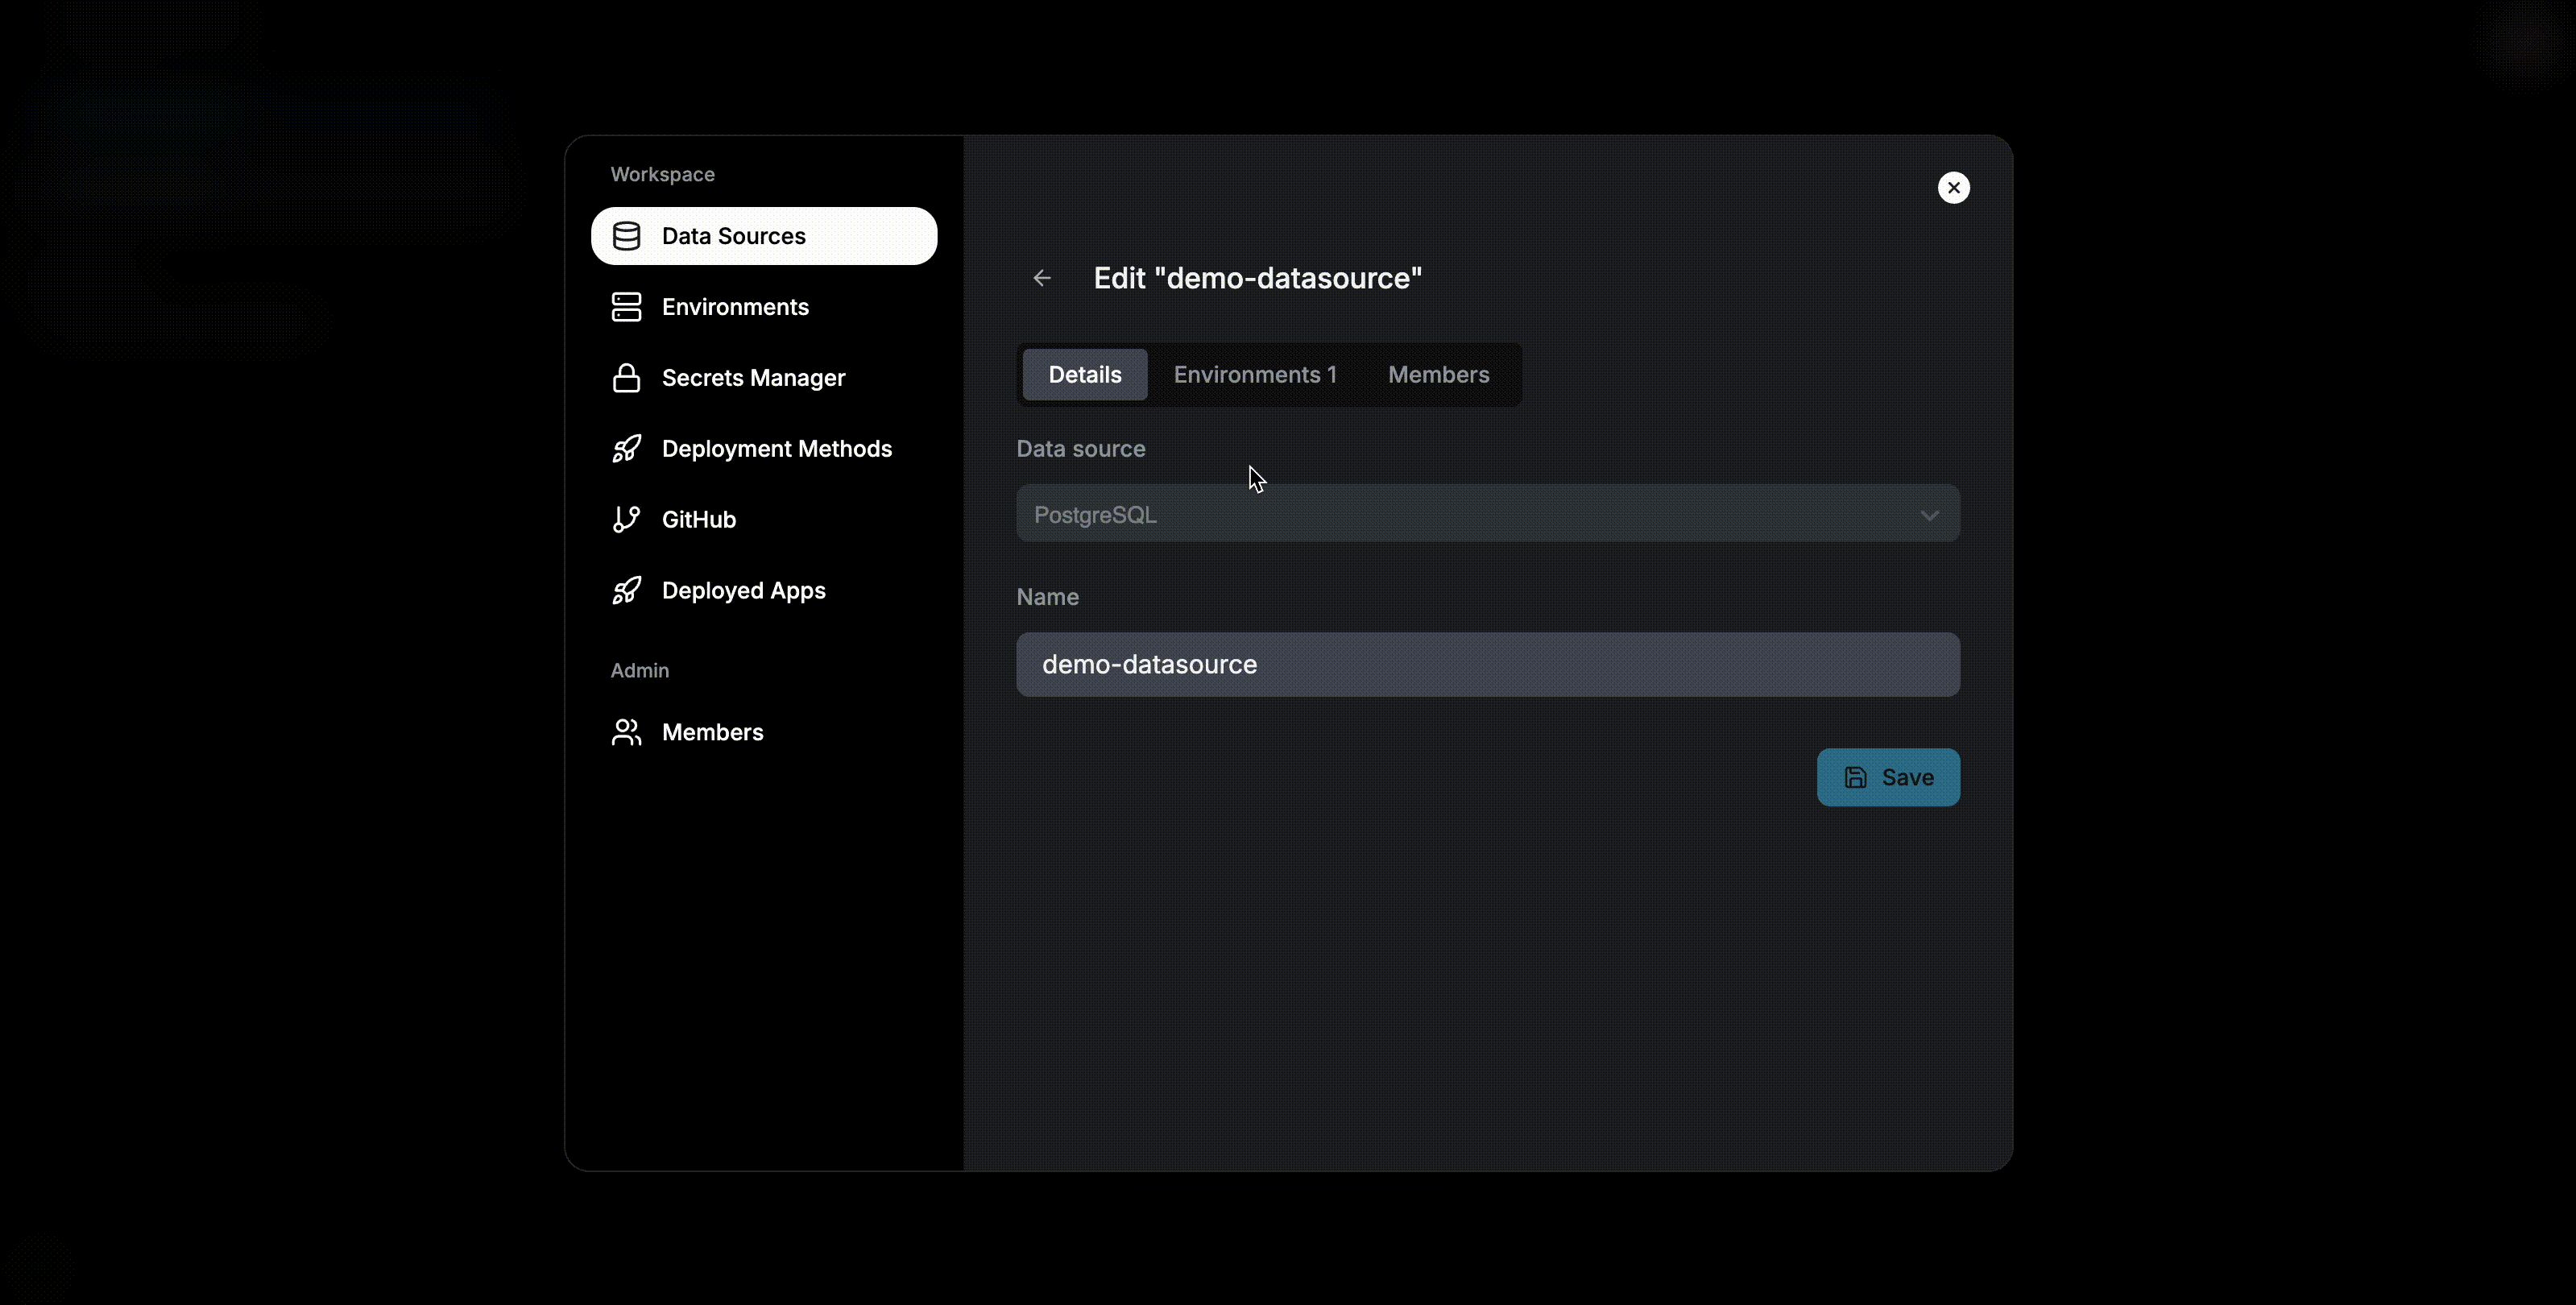 Workspace
Data Sources
Environments
Secrets Manager
Deployment Methods
GitHub
Deployed Apps
Admin
Members
Edit "demo-datasource"
Details
Environments 1
Members
Data source
PostgreSQL
Name
demo-datasource
Save